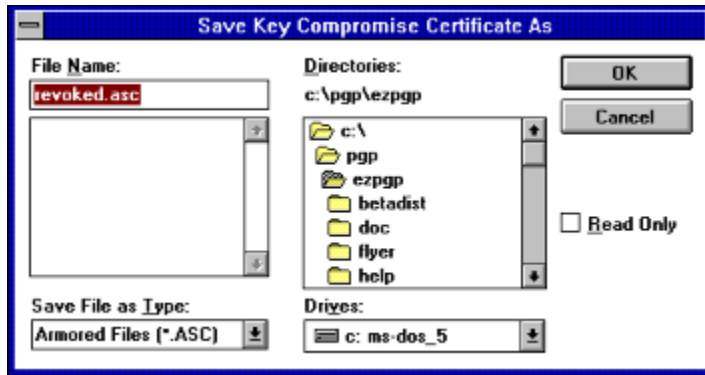 Save Key Compromise Certificate As
File Name:
revoked.asc
Directories:
c:\pgp\ezpgp
c:\
pgp
ezpgp
betadist
doc
flyer
help
OK
Cancel
Read Only
Save File as Type:
Armored Files (*.ASC)
Drives:
c: ms-dos_5